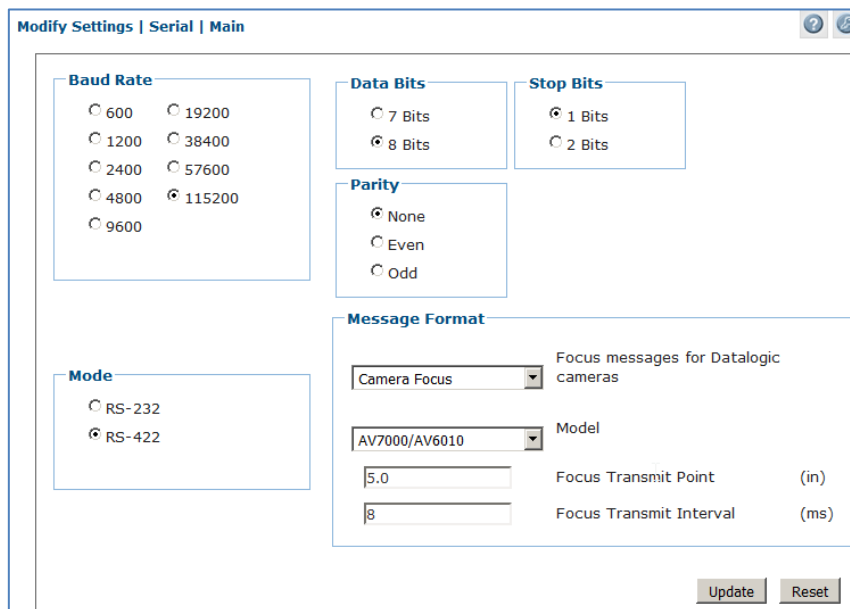 Modify Settings | Serial | Main
Baud Rate
600
19200
1200
38400
2400
57600
4800
115200
9600
Data Bits
7 Bits
8 Bits
Stop Bits
1 Bits
2 Bits
Parity
None
Even
Odd
Mode
RS-232
RS-422
Message Format
Camera Focus
Focus messages for Datalogic
cameras
AV7000/AV6010
Model
5.0
Focus Transmit Point
(in)
8
Focus Transmit Interval
(ms)
Update
Reset